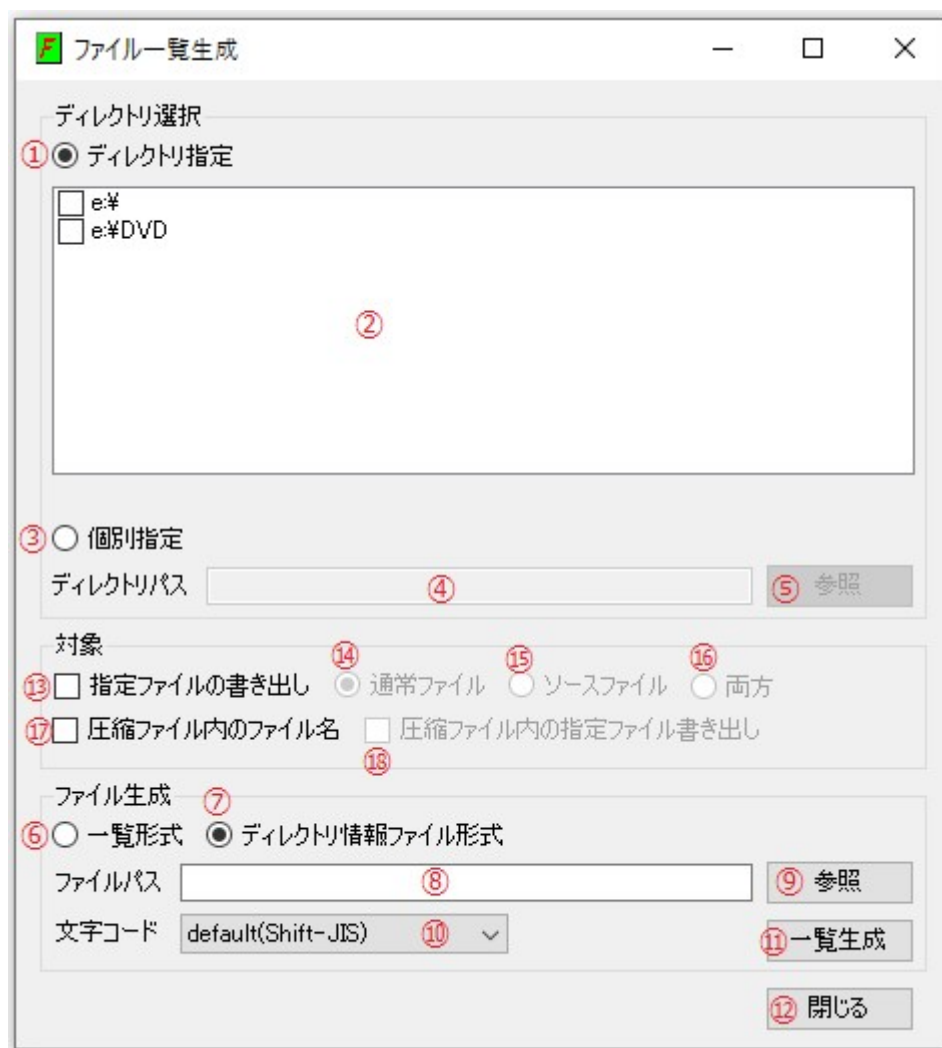 F ファイル一覧生成
ディレクトリ選択
① ディレクトリ指定
e:¥
e:¥DVD
②
③ 個別指定
ディレクトリパス ④ ⑤ 参照
対象
⑭ ⑮ ⑯
⑬ 指定ファイルの書き出し 通常ファイル ソースファイル 両方
⑰ 圧縮ファイル内のファイル名 圧縮ファイル内の指定ファイル書き出し
⑱
ファイル生成 ⑦
⑥ 一覧形式 ディレクトリ情報ファイル形式
ファイルパス ⑧ ⑨ 参照
文字コード default(Shift-JIS) ⑩
⑪ 一覧生成
⑫ 閉じる